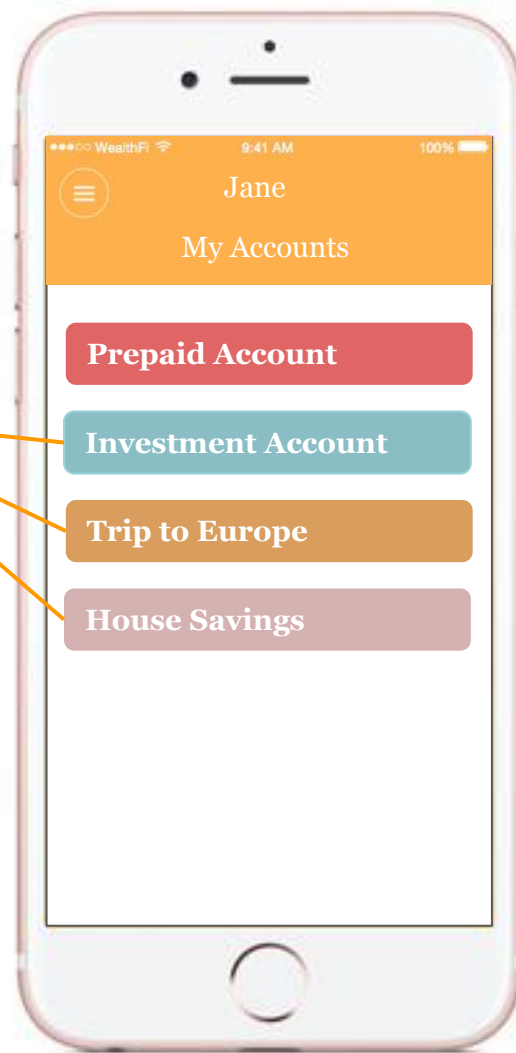 WealthFi 9:41 AM 100%
Jane
My Accounts
Prepaid Account
Investment Account
Trip to Europe
House Savings